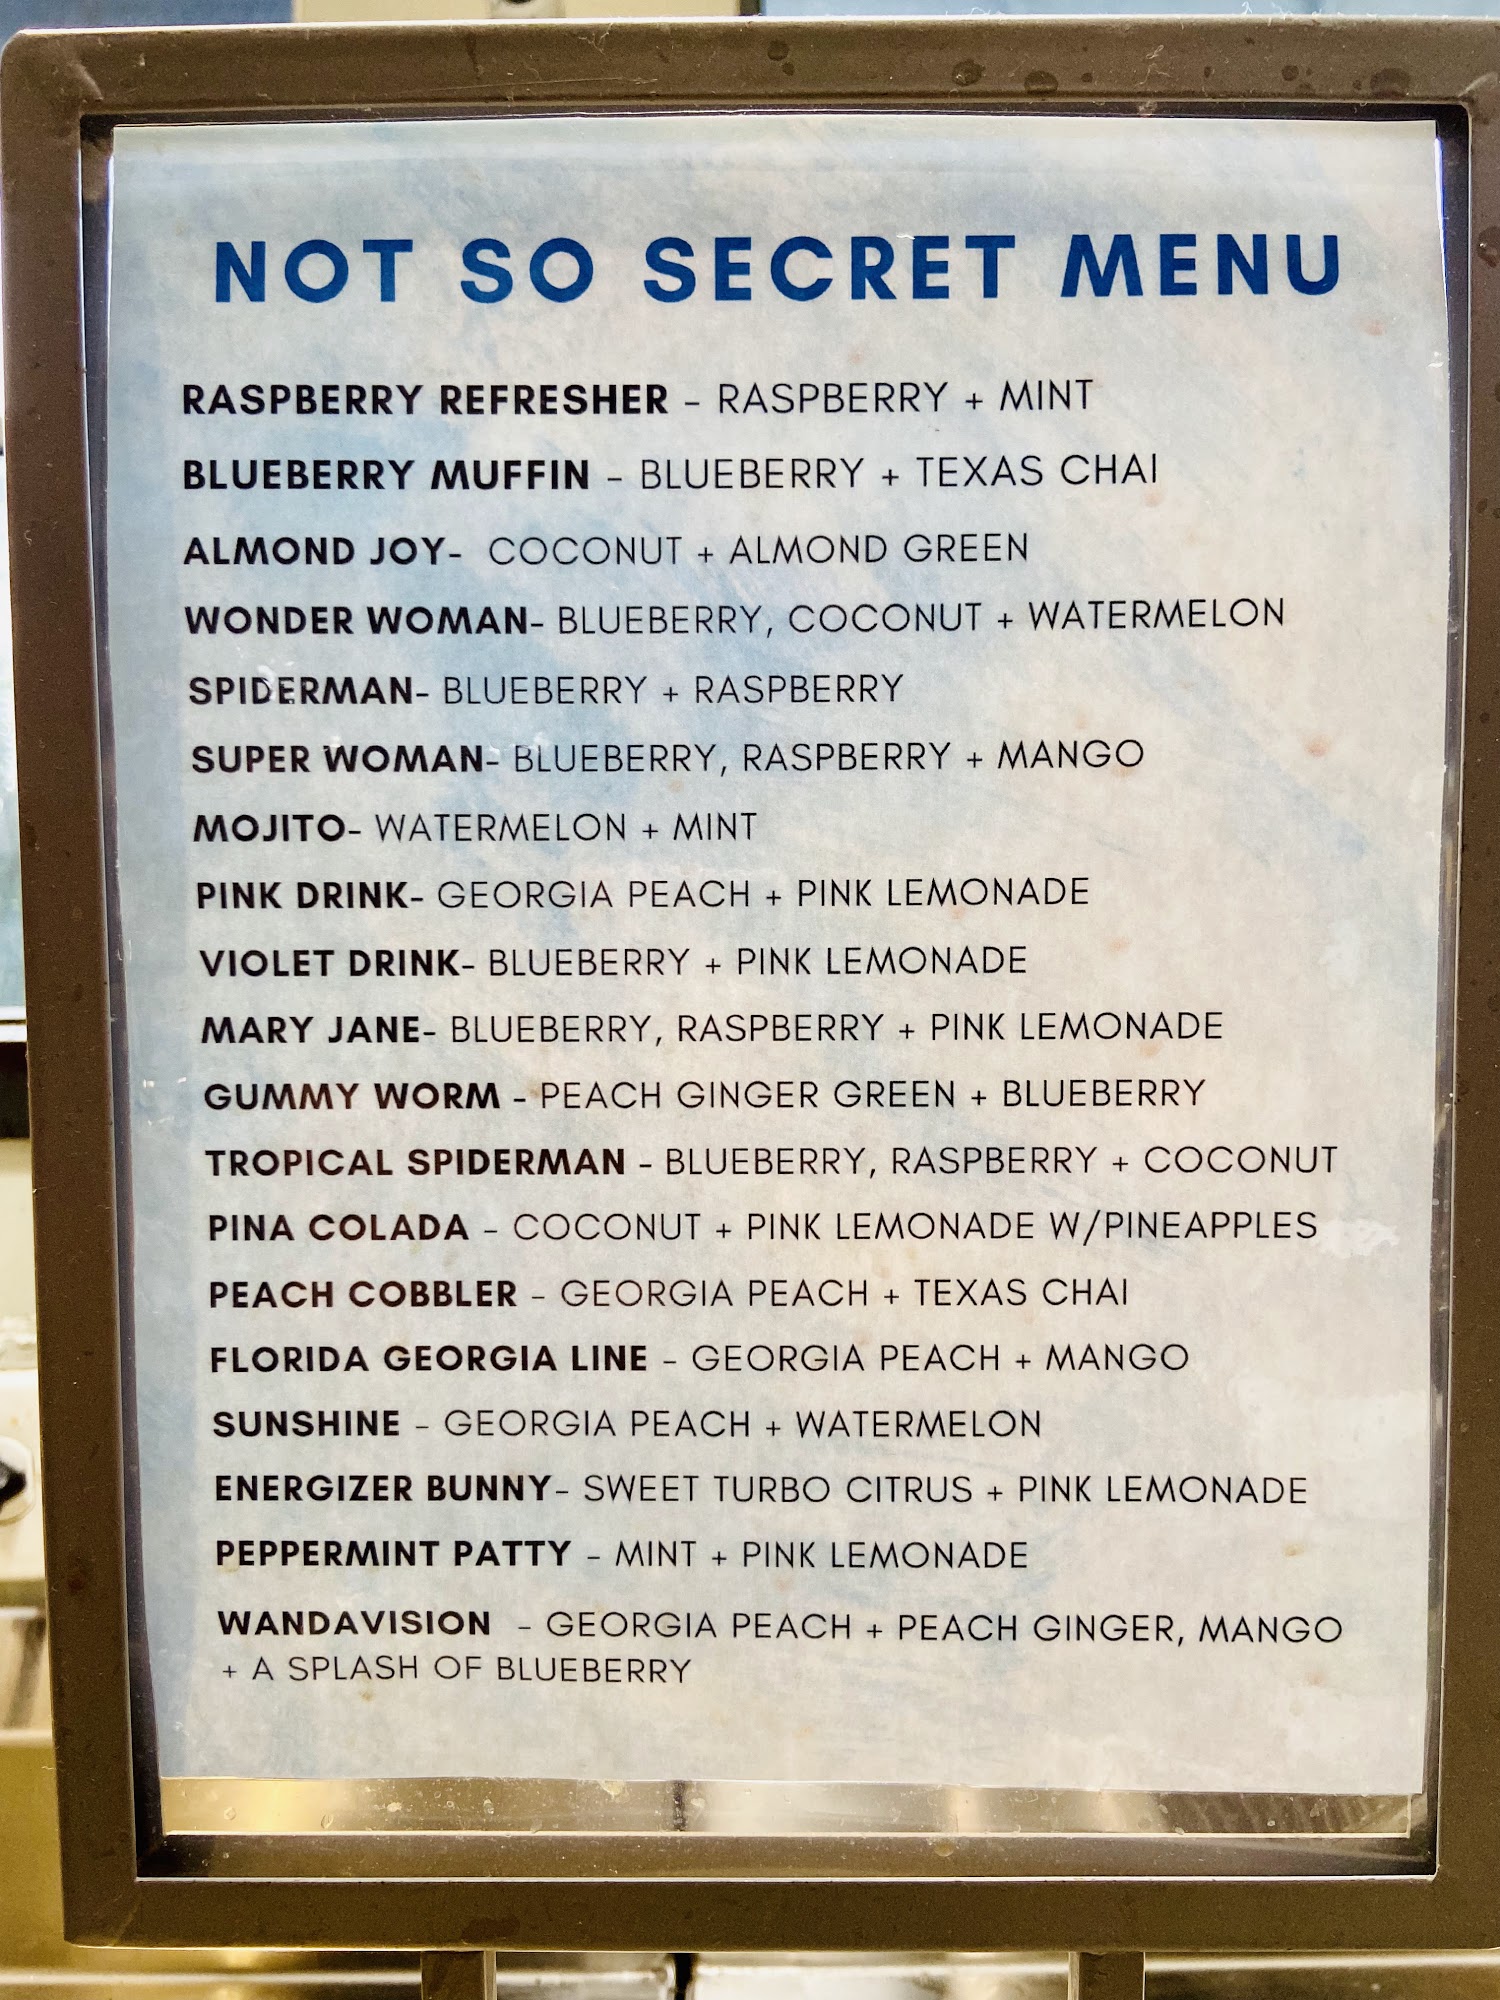 NOT SO SECRET MENU
RASPBERRY REFRESHER - RASPBERRY + MINT
BLUEBERRY MUFFIN - BLUEBERRY + TEXAS CHAI
ALMOND JOY- COCONUT + ALMOND GREEN
WONDER WOMAN- BLUEBERRY, COCONUT + WATERMELON
SPIDERMAN- BLUEBERRY + RASPBERRY
SUPER WOMAN- BLUEBERRY, RASPBERRY + MANGO
MOJITO- WATERMELON + MINT
PINK DRINK- GEORGIA PEACH + PINK LEMONADE
VIOLET DRINK- BLUEBERRY + PINK LEMONADE
MARY JANE- BLUEBERRY, RASPBERRY + PINK LEMONADE
GUMMY WORM - PEACH GINGER GREEN + BLUEBERRY
TROPICAL SPIDERMAN - BLUEBERRY, RASPBERRY + COCONUT
PINA COLADA - COCONUT + PINK LEMONADE W/PINEAPPLES
PEACH COBBLER - GEORGIA PEACH + TEXAS CHAI
FLORIDA GEORGIA LINE - GEORGIA PEACH + MANGO
SUNSHINE - GEORGIA PEACH + WATERMELON
ENERGIZER BUNNY- SWEET TURBO CITRUS + PINK LEMONADE
PEPPERMINT PATTY - MINT + PINK LEMONADE
WANDAVISION - GEORGIA PEACH + PEACH GINGER, MANGO
+ A SPLASH OF BLUEBERRY